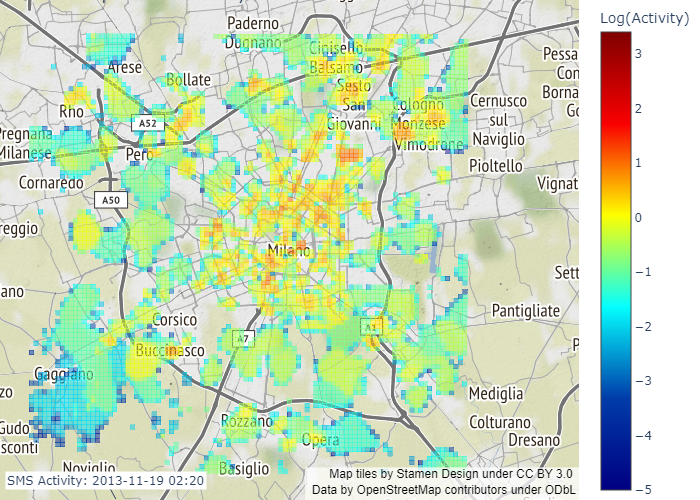 Log(Activity)
Paderno
Dugnano
Cinisello
Balsamo
Arese
Bollate
Sesto
San
Giovanni
Cologno
Monzese
Vimodrone
Cernusco
sul
Naviglio
Pessa
Con
Borna
Go
Rho
A52
Pregnana
Milanese
Pero
Pioltello
Cornaredo
A50
Vignat
reggio
Milano
Sett
ano
Pantigliate
Corsico
A7
A1
Buccinasco
P
Gaggiano
Mediglia
zo
Rozzano
Colturano
Gudo
Opera
Dresano
sconti
Noviglio
Basiglio
SMS Activity: 2013-11-19 02:20
Map tiles by Stamen Design under CC BY 3.0
Data by OpenStreetMap contributors under ODbL
3
2
1
0
−1
−2
−3
−4
−5